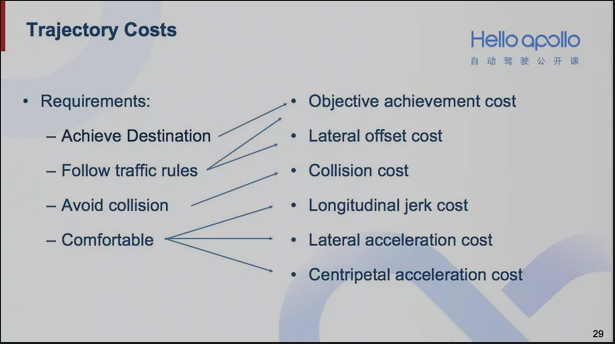 Trajectory Costs
Hello apollo
自动驾驶公开课
• Requirements:
– Achieve Destination
– Follow traffic rules
– Avoid collision
– Comfortable
• Objective achievement cost
• Lateral offset cost
• Collision cost
• Longitudinal jerk cost
• Lateral acceleration cost
• Centripetal acceleration cost
29